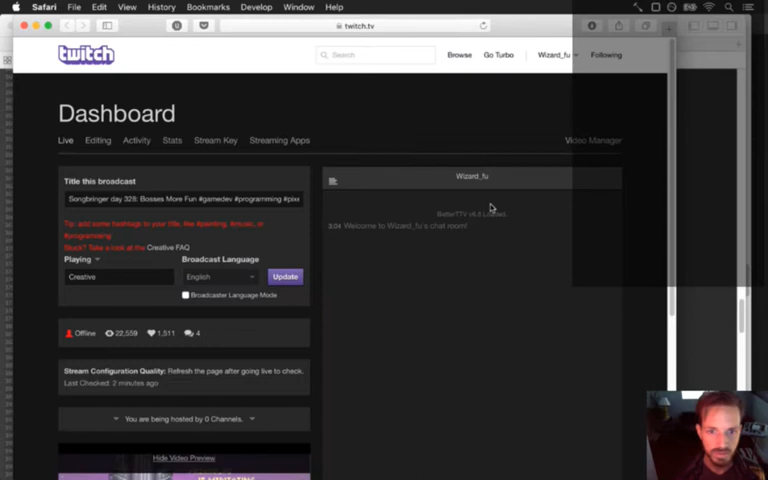 Safari File Edit View History Bookmarks Develop Window Help
twitch.tv
twitch
Search
Browse Go Turbo Wizard_fu Following
Dashboard
Live Editing Activity Stats Stream Key Streaming Apps Video Manager
Title this broadcast
Songbringer day 328: Bosses More Fun #gamedev #programming #pixe
Tip: add some hashtags to your title, like #painting, #music, or
#programming
Stuck? Take a look at the Creative FAQ
Playing Broadcast Language
Creative English Update
Broadcaster Language Mode
Offline 22,559 1,511 4
Stream Configuration Quality: Refresh the page after going live to check.
Last Checked: 2 minutes ago
You are being hosted by 0 Channels.
Hide Video Preview
Wizard_fu
BetterTTV Loaded.
3:04 Welcome to Wizard_fu's chat room!